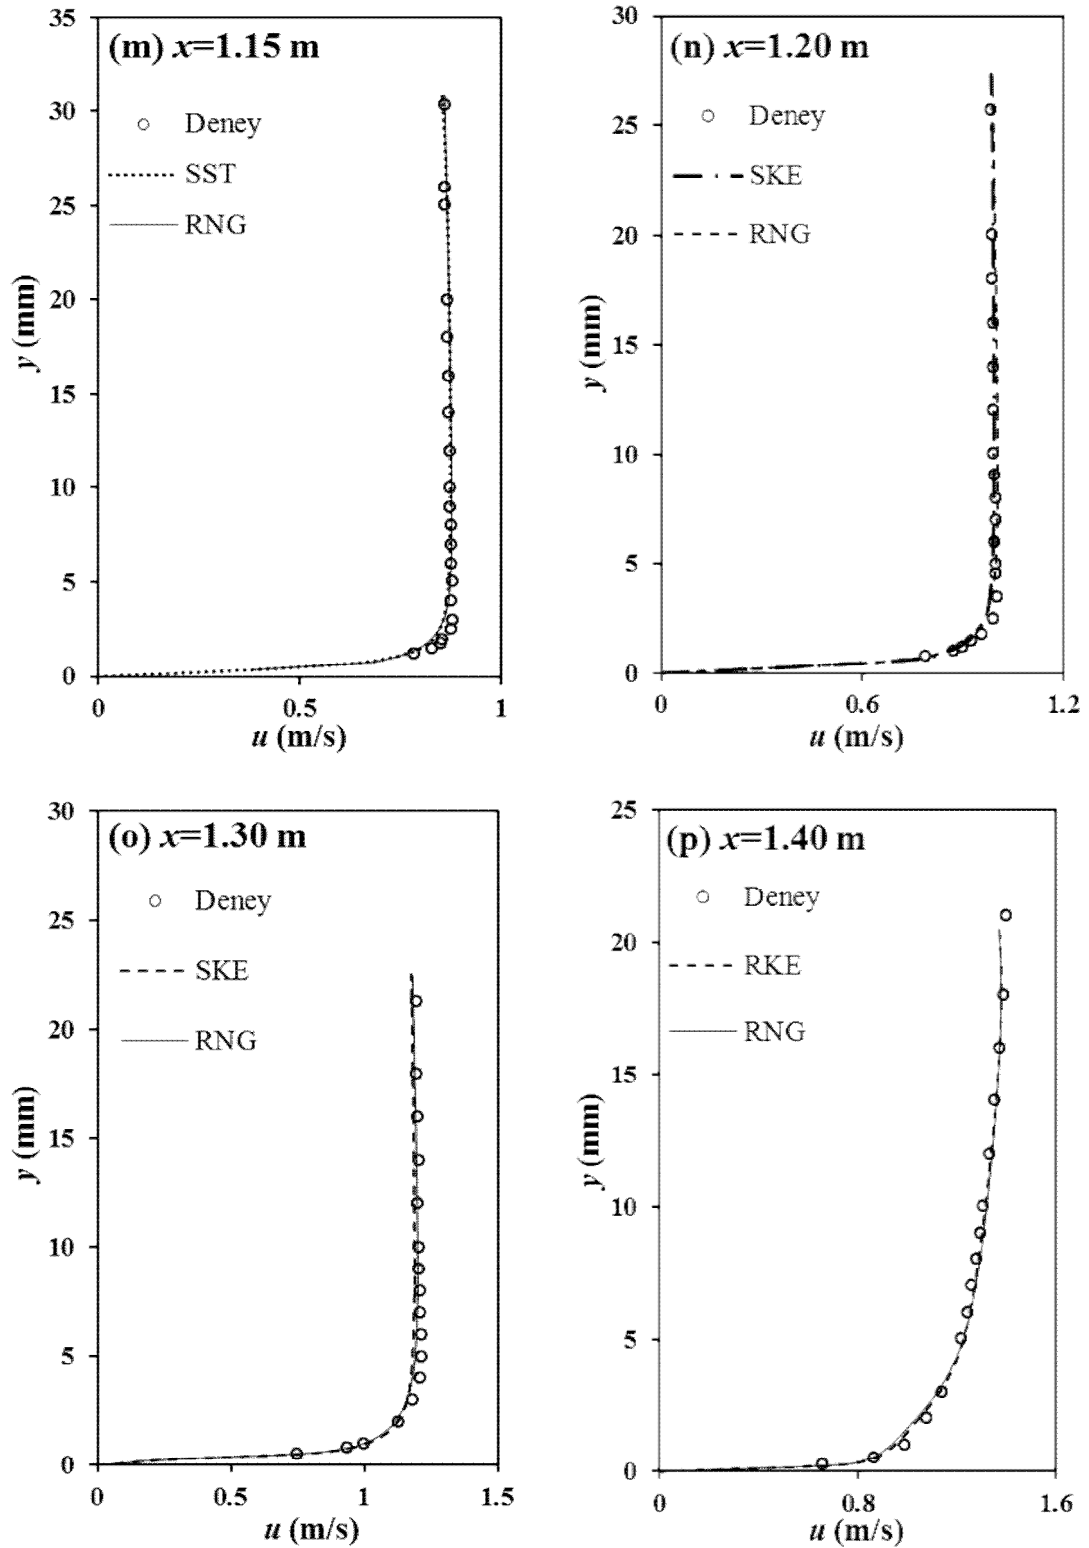 (m) x=1.15 m
Deney
SST
RNG
35
30
25
20
15
10
5
0
0 0.5 1
y (mm)
u (m/s)
(n) x=1.20 m
Deney
SKE
RNG
30
25
20
15
10
5
0
0 0.6 1.2
y (mm)
u (m/s)
(o) x=1.30 m
Deney
SKE
RNG
30
25
20
15
10
5
0
0 0.5 1 1.5
y (mm)
u (m/s)
(p) x=1.40 m
Deney
RKE
RNG
25
20
15
10
5
0
0 0.8 1.6
y (mm)
u (m/s)